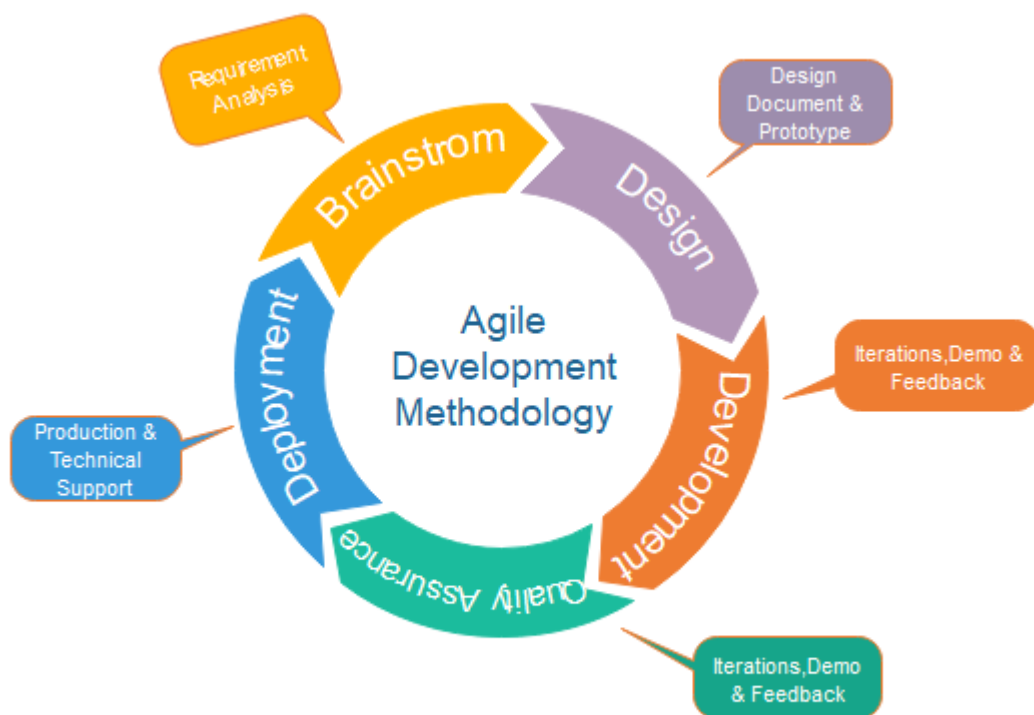 Requirement
Analysis
Brainstrom
Design
Document &
Prototype
Design
Iterations,Demo &
Feedback
Development
Agile
Development
Methodology
Deployment
Production &
Technical
Support
Quality Assurance
Iterations,Demo
& Feedback